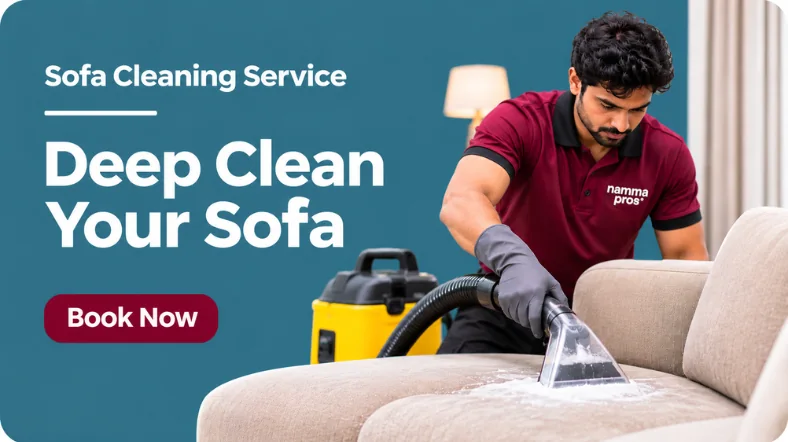 Sofa Cleaning Service
Deep Clean
Your Sofa
Book Now
namma
pros